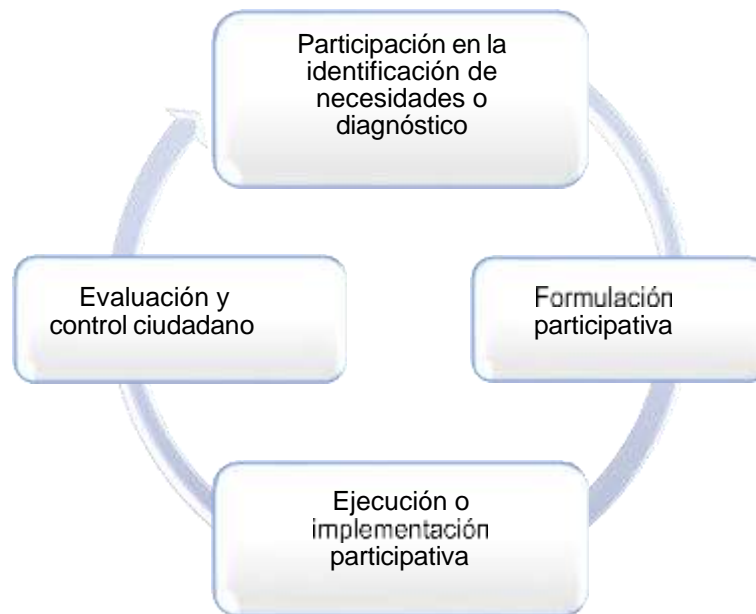 Participación en la
identificación de
necesidades o
diagnóstico
Formulación
participativa
Ejecución o
implementación
participativa
Evaluación y
control ciudadano